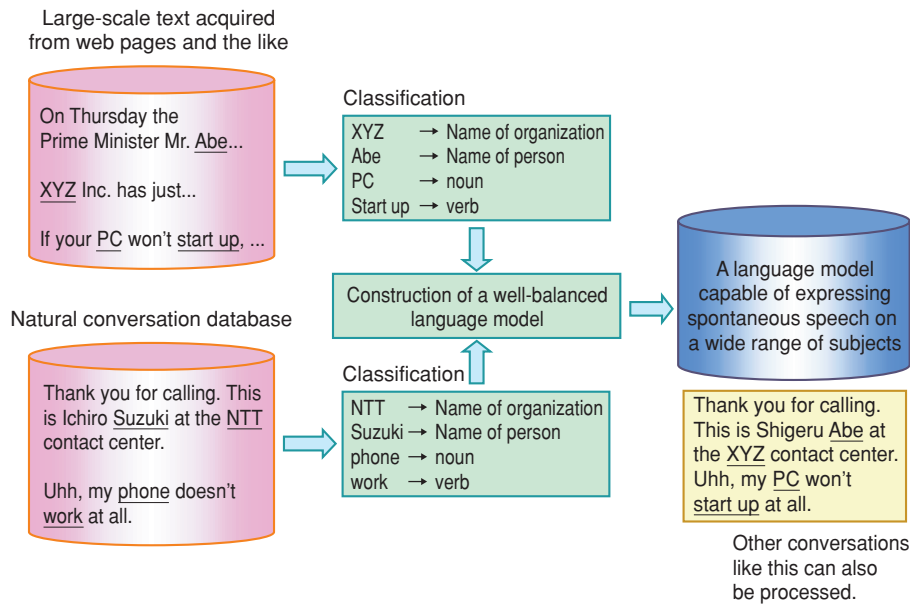 Large-scale text acquired
from web pages and the like
On Thursday the
Prime Minister Mr. Abe...
XYZ Inc. has just...
If your PC won't start up, ...
Classification
XYZ → Name of organization
Abe → Name of person
PC → noun
Start up → verb
Construction of a well-balanced
language model
A language model
capable of expressing
spontaneous speech on
a wide range of subjects
Natural conversation database
Thank you for calling. This
is Ichiro Suzuki at the NTT
contact center.
Uhh, my phone doesn't
work at all.
Classification
NTT → Name of organization
Suzuki → Name of person
phone → noun
work → verb
Thank you for calling.
This is Shigeru Abe at
the XYZ contact center.
Uhh, my PC won't
start up at all.
Other conversations
like this can also
be processed.